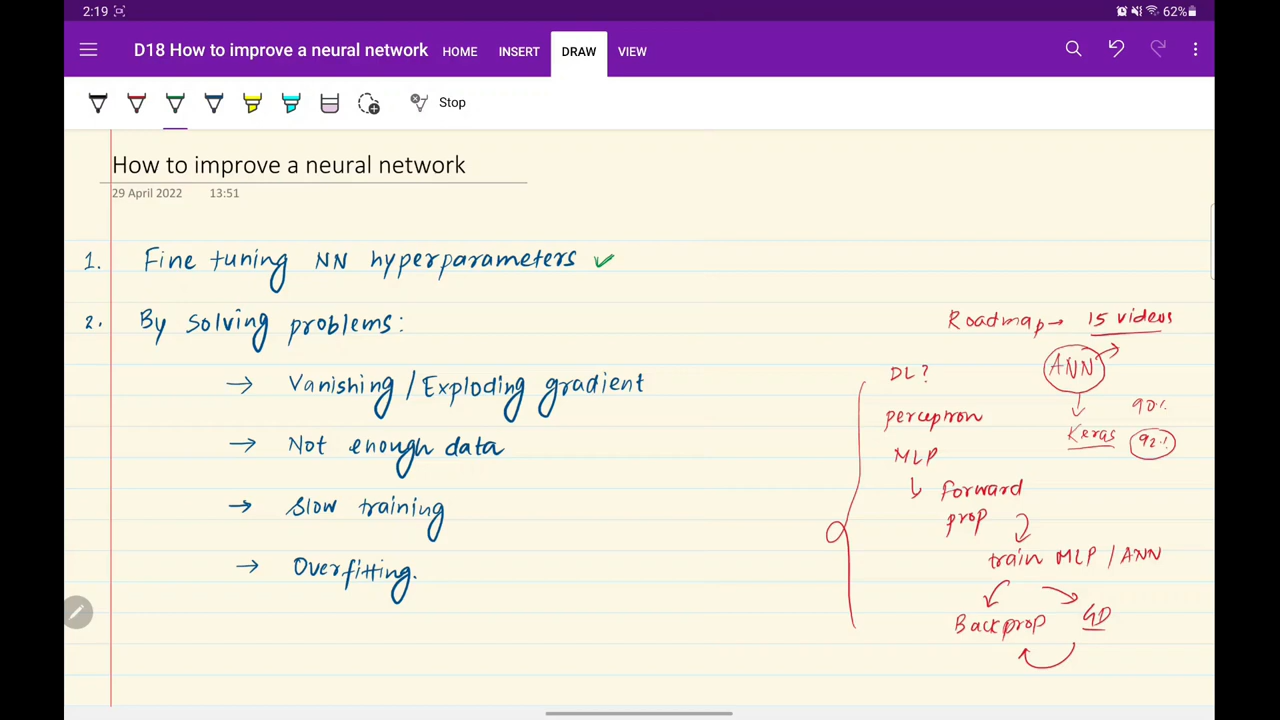 2:19
62%
D18 How to improve a neural network HOME INSERT DRAW VIEW
Stop
How to improve a neural network
29 April 2022 13:51
1. Fine tuning NN hyperparameters ✓
2. By solving problems:
→ Vanishing / Exploding gradient
→ Not enough data
→ Slow training
→ Overfitting.
Roadmap → 15 videos
ANN
Keras
90%
92%
DL?
perceptron
MLP
↳ forward
prop
train MLP / ANN
Backprop
GD